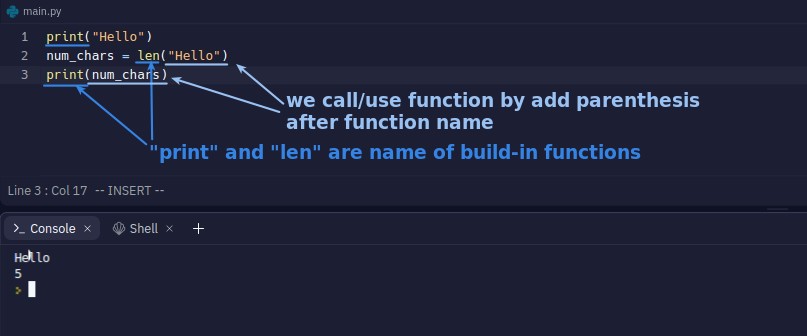 main.py
1 print("Hello")
2 num_chars = len("Hello")
3 print(num_chars)
we call/use function by add parenthesis
after function name
"print" and "len" are name of build-in functions
Line 3 : Col 17 -- INSERT --
>_ Console × Shell × +
Hello
5
>